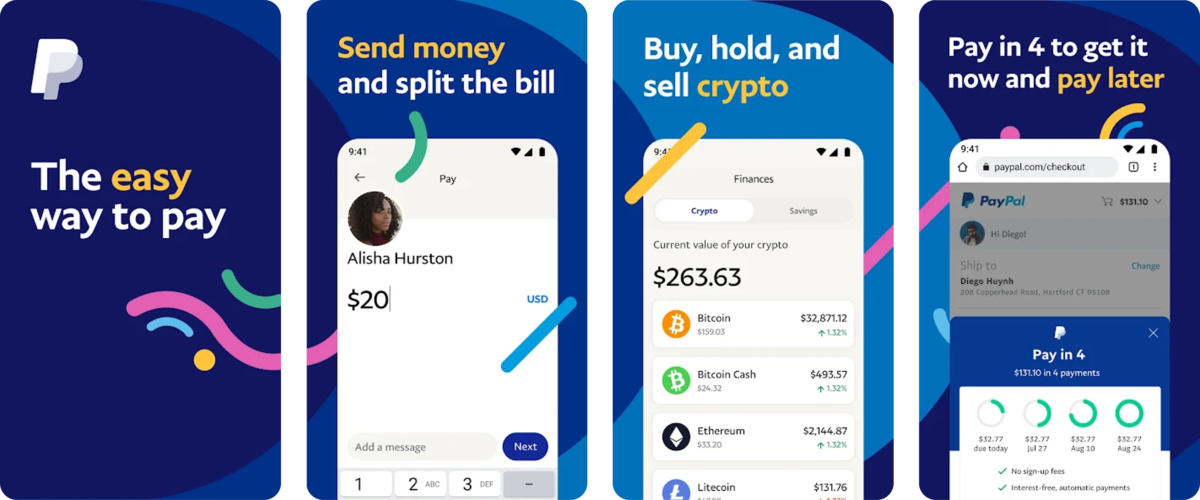 The easy
way to pay
Send money
and split the bill
9:41
Pay
Alisha Hurston
$20
USD
Add a message
Next
1
2 ABC
3 DEF
Buy, hold, and
sell crypto
9:4
Finances
Crypto
Savings
Current value of your crypto
$263.63
Bitcoin
$32,871.12
$159.03
1.32%
Bitcoin Cash
$493.57
$24.32
1.32%
Ethereum
$2,144.87
$33.20
1.32%
Litecoin
$131.76
Pay in 4 to get it
now and pay later
9:41
paypal.com/checkout
1
PayPal
$131.10
Hi Diego!
Ship to
Change
Diego Huynh
208 Copperhead Road, Hartford CT 95108
Pay in 4
$131.10 in 4 payments
$32.77
due today
$32.77
Jul 27
$32.77
Aug 10
$32.77
Aug 24
No sign-up fees
Interest-free, automatic payments